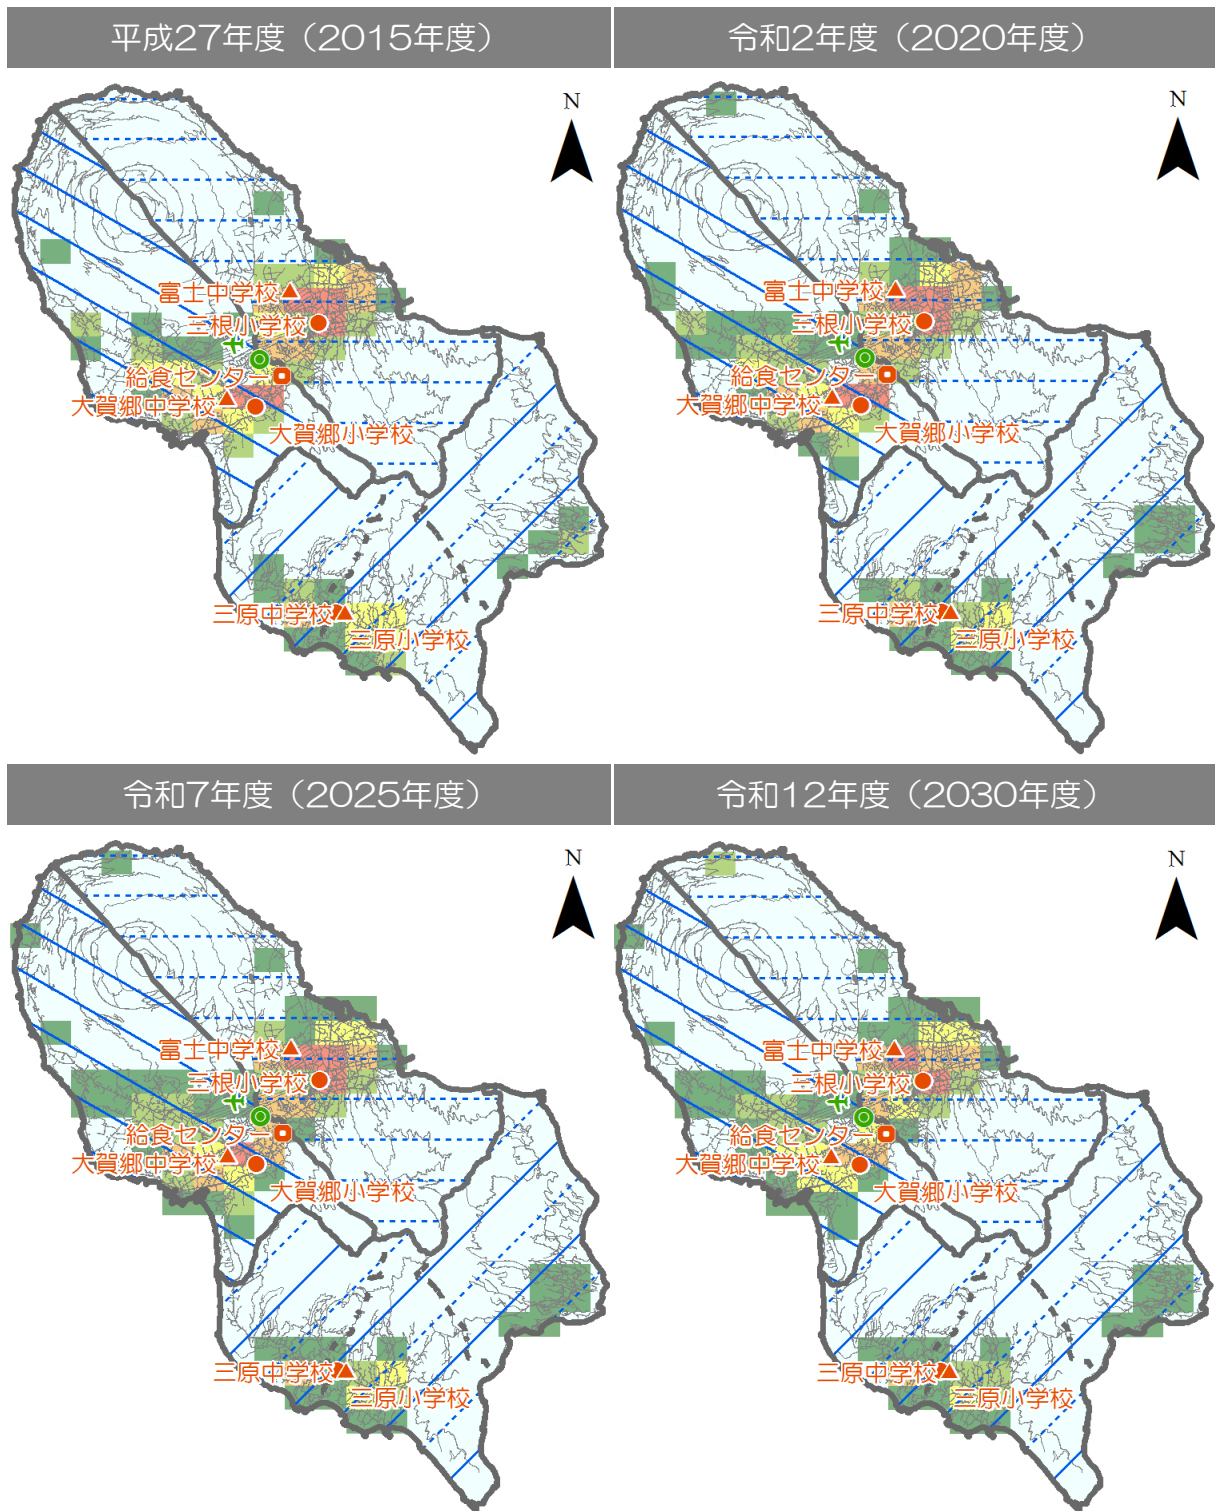 平成27年度（2015年度）
令和2年度（2020年度）
N
富士中学校
三根小学校
給食センター
大賀郷中学校
大賀郷小学校
三原中学校
三原小学校
N
富士中学校
三根小学校
給食センター
大賀郷中学校
大賀郷小学校
三原中学校
三原小学校
令和7年度（2025年度）
令和12年度（2030年度）
N
富士中学校
三根小学校
給食センター
大賀郷中学校
大賀郷小学校
三原中学校
三原小学校
N
富士中学校
三根小学校
給食センター
大賀郷中学校
大賀郷小学校
三原中学校
三原小学校